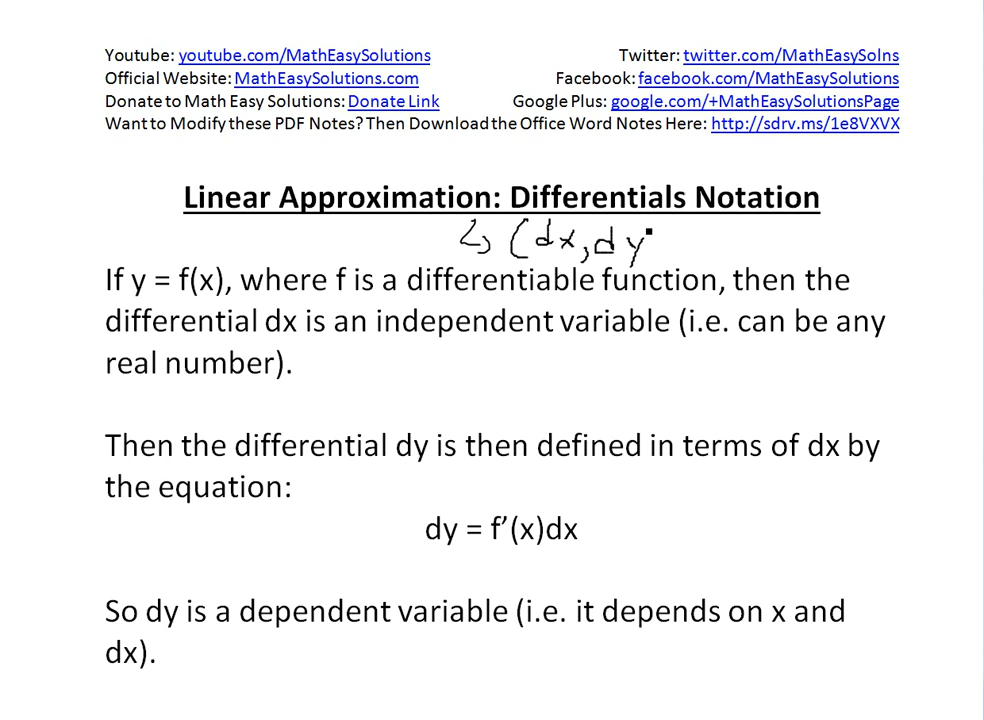 Youtube: youtube.com/MathEasySolutions Twitter: twitter.com/MathEasySolns
Official Website: MathEasySolutions.com Facebook: facebook.com/MathEasySolutions
Donate to Math Easy Solutions: Donate Link Google Plus: google.com/+MathEasySolutionsPage
Want to Modify these PDF Notes? Then Download the Office Word Notes Here: http://sdrv.ms/1e8VXVX
Linear Approximation: Differentials Notation
↳ (dx, dy
If y = f(x), where f is a differentiable function, then the
differential dx is an independent variable (i.e. can be any
real number).
Then the differential dy is then defined in terms of dx by
the equation:
dy = f’(x)dx
So dy is a dependent variable (i.e. it depends on x and
dx).